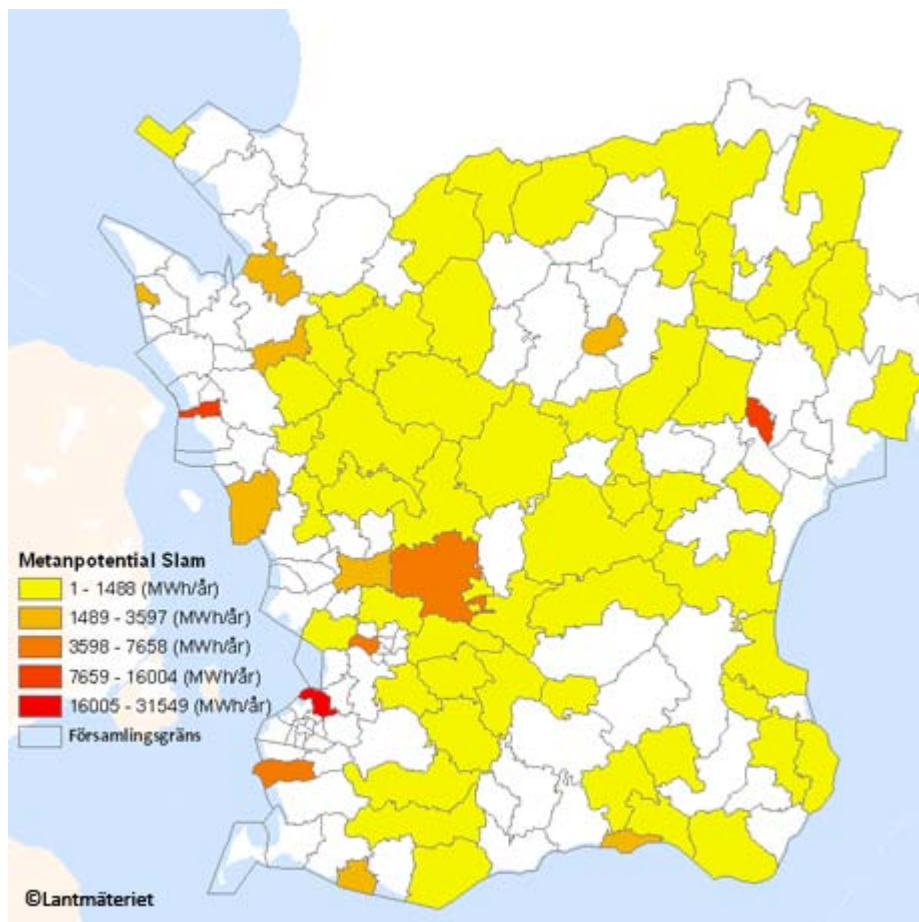 Metanpotential Slam
1 - 1488 (MWh/år)
1489 - 3597 (MWh/år)
3598 - 7658 (MWh/år)
7659 - 16004 (MWh/år)
16005 - 31549 (MWh/år)
Församlingsgräns
©Lantmäteriet